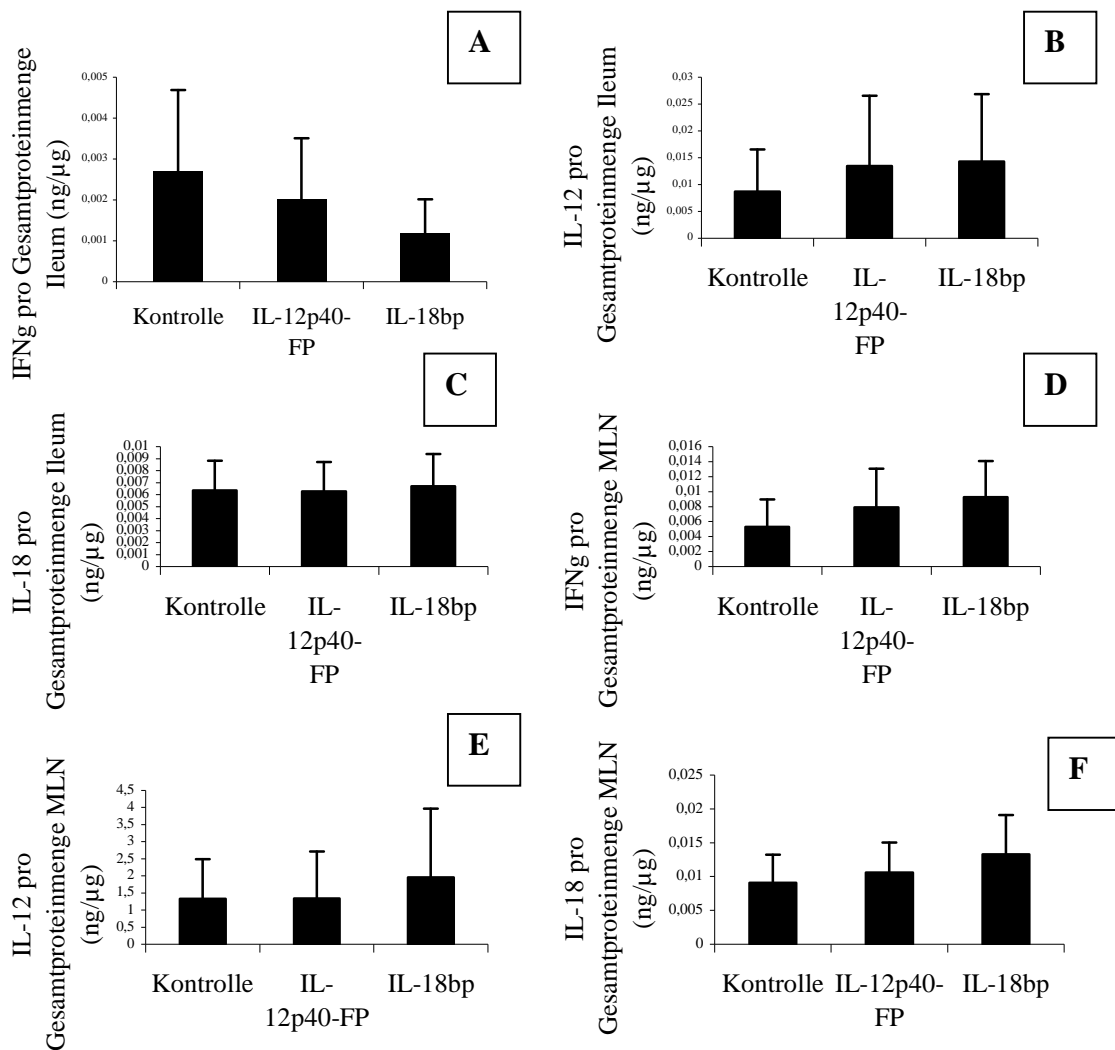 A
IFNg pro Gesamtproteinmenge
Ileum (ng/µg)
0,005
0,004
0,003
0,002
0,001
0
Kontrolle
IL-12p40-
FP
IL-18bp
B
IL-12 pro
Gesamtproteinmenge Ileum
(ng/µg)
0,03
0,025
0,02
0,015
0,01
0,005
0
Kontrolle
IL-
12p40-
FP
IL-18bp
C
IL-18 pro
Gesamtproteinmenge Ileum
(ng/µg)
0,01
0,009
0,008
0,007
0,006
0,005
0,004
0,003
0,002
0,001
0
Kontrolle
IL-
12p40-
FP
IL-18bp
D
IFNg pro
Gesamtproteinmenge MLN
(ng/µg)
0,016
0,014
0,012
0,01
0,008
0,006
0,004
0,002
0
Kontrolle
IL-
12p40-
FP
IL-18bp
E
IL-12 pro
Gesamtproteinmenge MLN
(ng/µg)
4,5
4
3,5
3
2,5
2
1,5
1
0,5
0
Kontrolle
IL-
12p40-FP
IL-18bp
F
IL-18 pro
Gesamtproteinmenge MLN
(ng/µg)
0,025
0,02
0,015
0,01
0,005
0
Kontrolle
IL-12p40-
FP
IL-18bp